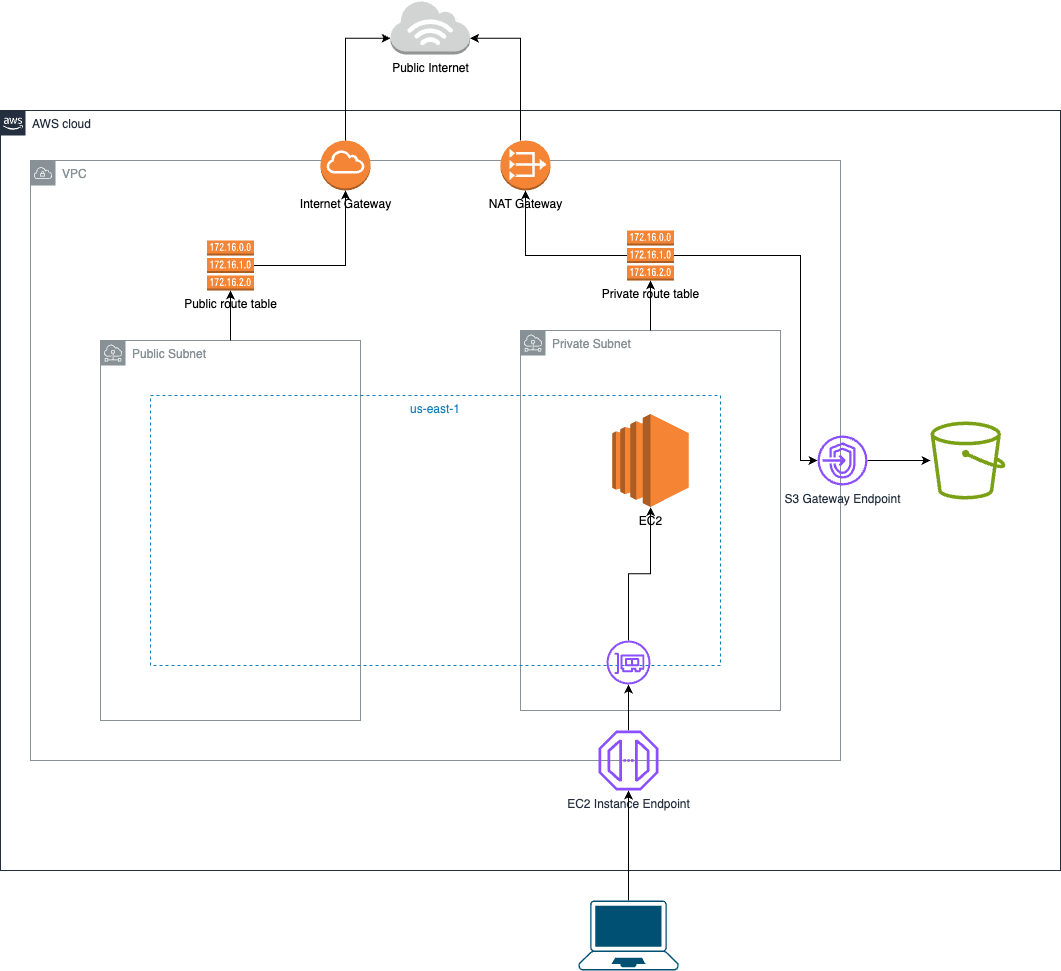 Public Internet
aws
AWS cloud
VPC
Internet Gateway
NAT Gateway
172.16.0.0
172.16.1.0
172.16.2.0
Public route table
172.16.0.0
172.16.1.0
172.16.2.0
Private route table
Public Subnet
Private Subnet
us-east-1
EC2
S3 Gateway Endpoint
EC2 Instance Endpoint